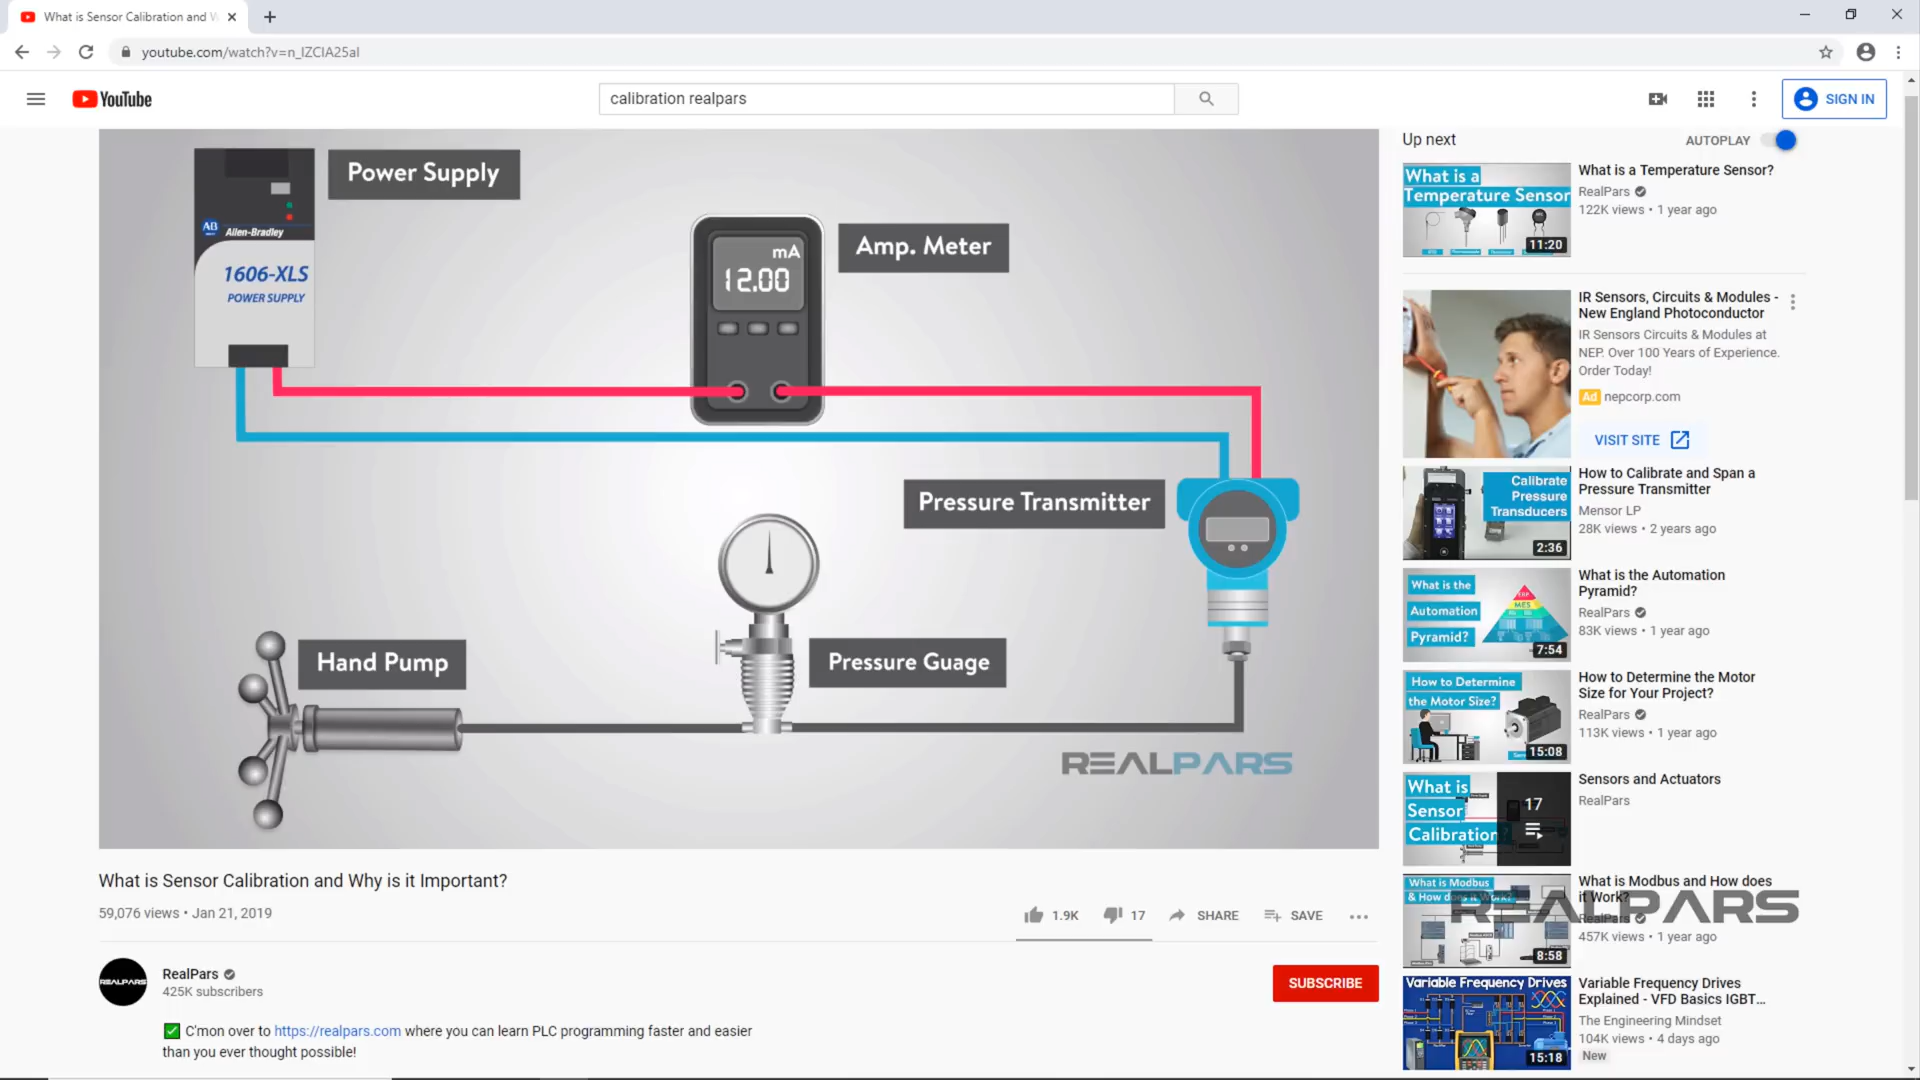 What is Sensor Calibration and W
youtube.com/watch?v=n_IZCIA25aI
YouTube
calibration realpars
SIGN IN
Power Supply
AB
Allen-Bradley
1606-XLS
POWER SUPPLY
mA
12.00
Amp. Meter
Pressure Transmitter
Hand Pump
Pressure Guage
REALPARS
What is Sensor Calibration and Why is it Important?
59,076 views • Jan 21, 2019
1.9K
17
SHARE
SAVE
REALPARS
RealPars
425K subscribers
SUBSCRIBE
C'mon over to https://realpars.com where you can learn PLC programming faster and easier
than you ever thought possible!
Up next
AUTOPLAY
What is a
Temperature Sensor
11:20
What is a Temperature Sensor?
RealPars
122K views • 1 year ago
IR Sensors, Circuits & Modules -
New England Photoconductor
IR Sensors Circuits & Modules at
NEP. Over 100 Years of Experience.
Order Today!
Ad nepcorp.com
VISIT SITE
Calibrate
Pressure
Transducers
2:36
How to Calibrate and Span a
Pressure Transmitter
Mensor LP
28K views • 2 years ago
What is the
Automation
Pyramid?
ERP
MES
7:54
What is the Automation
Pyramid?
RealPars
83K views • 1 year ago
How to Determine
the Motor Size?
15:08
How to Determine the Motor
Size for Your Project?
RealPars
113K views • 1 year ago
What is
Sensor
Calibration
17
Sensors and Actuators
RealPars
What is Modbus
& How does it Work?
8:58
What is Modbus and How does
it Work?
RealPars
457K views • 1 year ago
REALPARS
Variable Frequency Drives
15:18
Variable Frequency Drives
Explained - VFD Basics IGBT...
The Engineering Mindset
104K views • 4 days ago
New